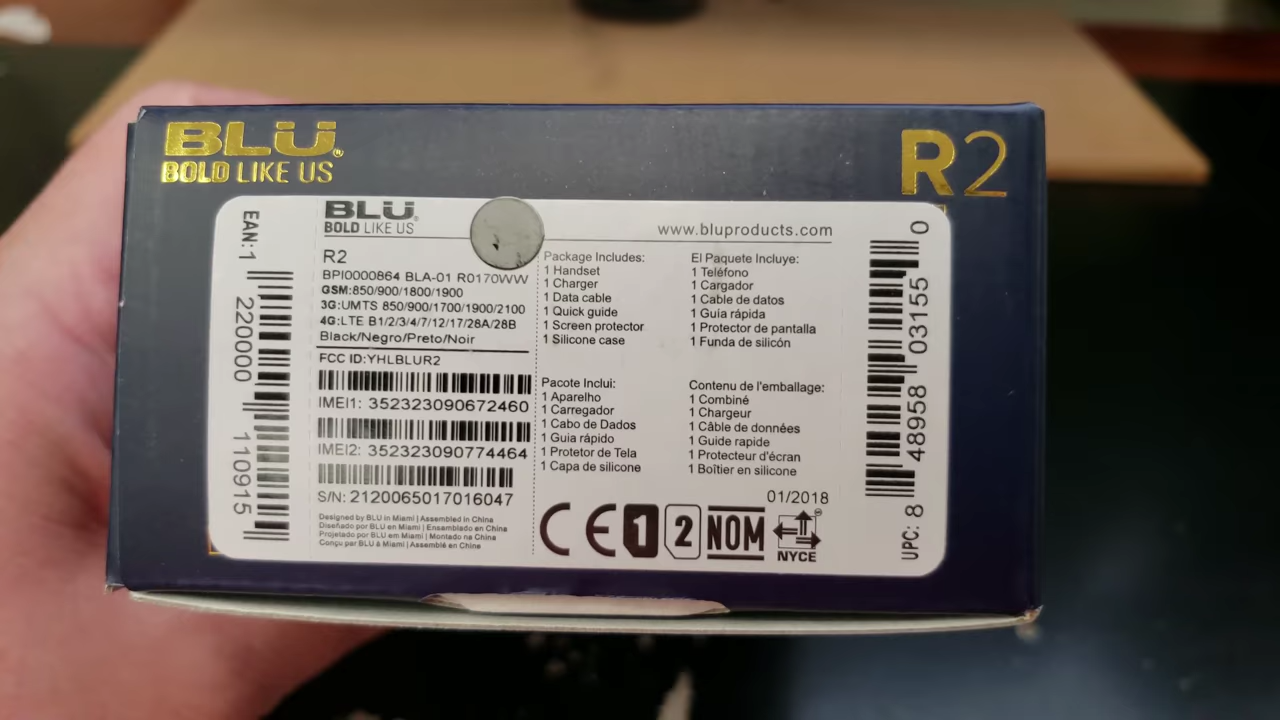 BLU
BOLD LIKE US
R2
EAN:1 220000 110915
BLU
BOLD LIKE US
www.bluproducts.com
R2
BPI0000864 BLA-01 R0170WW
GSM:850/900/1800/1900
3G:UMTS 850/900/1700/1900/2100
4G:LTE B1/2/3/4/7/12/17/28A/28B
Black/Negro/Preto/Noir
FCC ID:YHLBLUR2
IMEI1: 352323090672460
IMEI2: 352323090774464
S/N: 2120065017016047
Designed by BLU in Miami | Assembled in China
Diseñado por BLU en Miami | Ensamblado en China
Projetado por BLU em Miami | Montado na China
Conçu par BLU à Miami | Assemblé en Chine
Package Includes:
1 Handset
1 Charger
1 Data cable
1 Quick guide
1 Screen protector
1 Silicone case
El Paquete Incluye:
1 Teléfono
1 Cargador
1 Cable de datos
1 Guia rápida
1 Protector de pantalla
1 Funda de silicón
Pacote Inclui:
1 Aparelho
1 Carregador
1 Cabo de Dados
1 Guia rápido
1 Protetor de Tela
1 Capa de silicone
Contenu de l'emballage:
1 Combiné
1 Chargeur
1 Câble de données
1 Guide rapide
1 Protecteur d'écran
1 Boîtier en silicone
01/2018
CE 1 2 NOM NYCE
UPC: 8 48958 03155 0